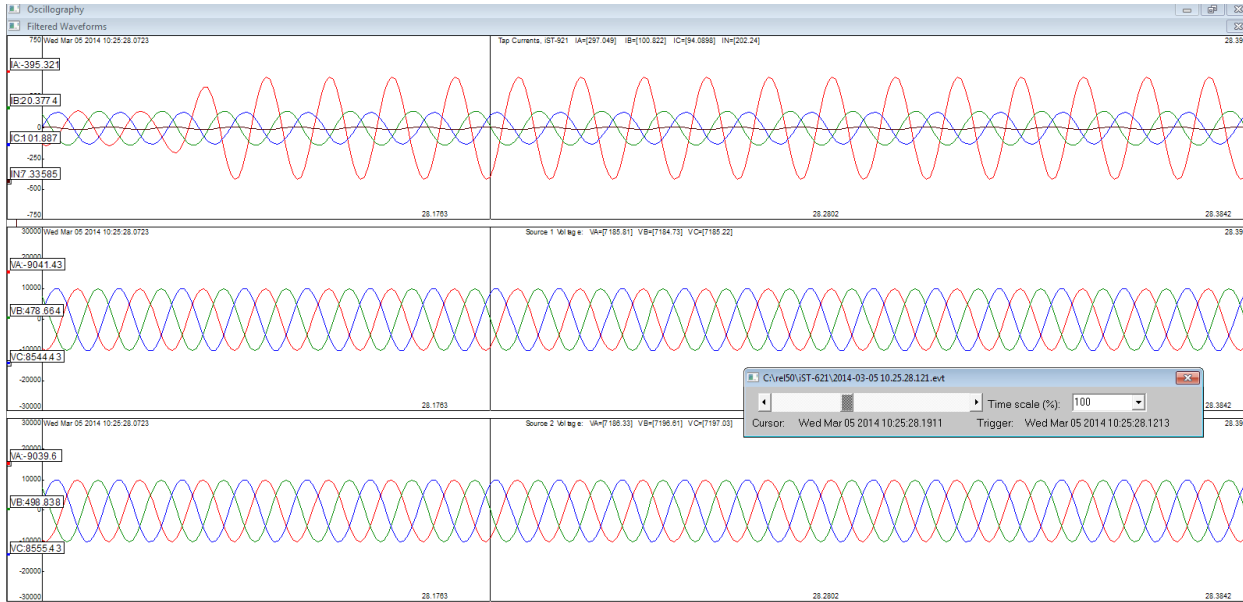 Oscillography
Filtered Waveforms
750 Wed Mar 05 2014 10:25:28.0723 Tap Currents, iST-921 IA=[297.049] IB=[100.822] IC=[94.0898] IN=[202.24] 28.39
IA:-395.321
IB:20.3774
0
IC:101.887
-250
IN7.33585
-500
-750 28.1763 28.2802 28.3842
30000 Wed Mar 05 2014 10:25:28.0723 Source 1 Voltage: VA=[7185.81] VB=[7184.73] VC=[7185.22] 28.39
20000
VA:-9041.43
10000
VB:478.664
0
-10000
VC:8544.43
-20000
-30000 28.1763 28.3842
C:\rel50\iST-621\2014-03-05 10.25.28.121.evt
Time scale (%): 100
Cursor: Wed Mar 05 2014 10:25:28.1911 Trigger: Wed Mar 05 2014 10:25:28.1213
30000 Wed Mar 05 2014 10:25:28.0723 Source 2 Voltage: VA=[7186.33] VB=[7196.61] VC=[7197.03] 28.39
VA:-9039.6
10000
VB:498.838
0
-10000
VC:8555.43
-20000
-30000 28.1763 28.2802 28.3842